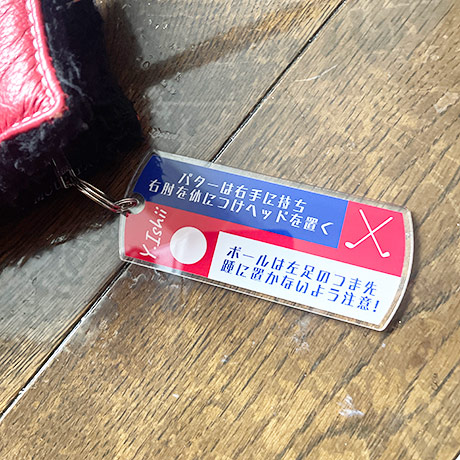 パターは右手に持ち
右肘を体につけヘッドを置く
Y.ISy!!
ボールは左足のつま先
踵に置かないよう注意!